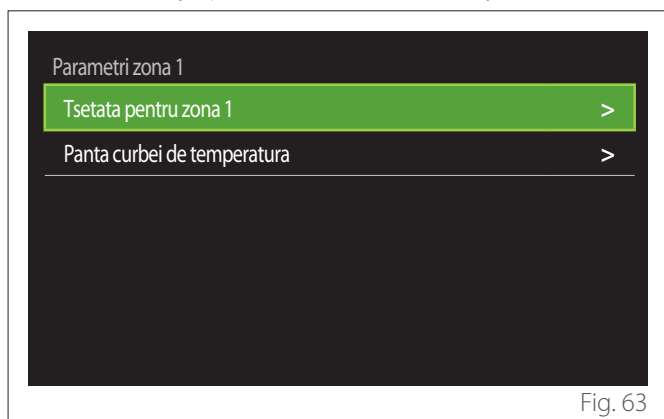 Parametri zona 1
Tsetata pentru zona 1 >
Panta curbei de temperatura >
Fig. 63